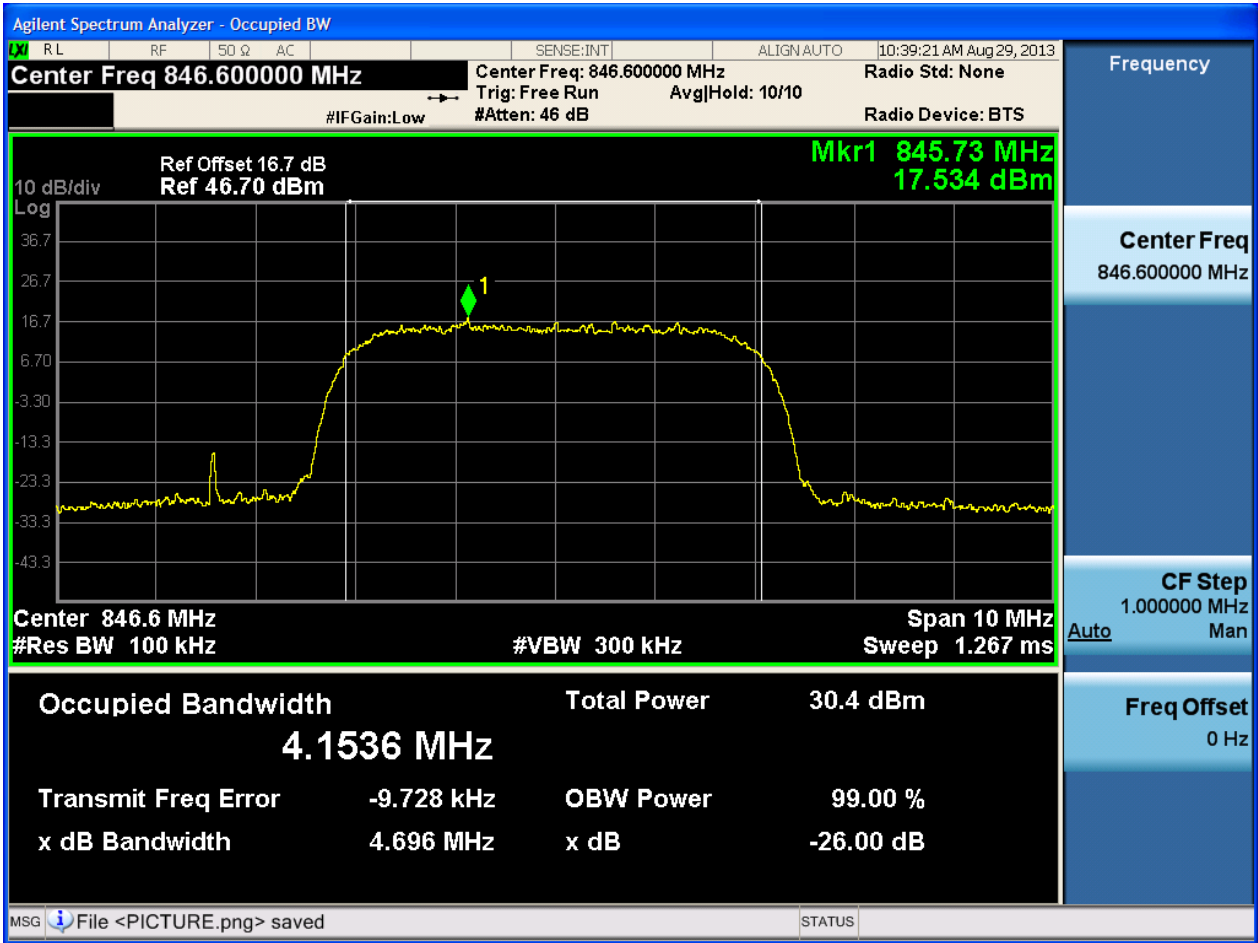 Agilent Spectrum Analyzer - Occupied BW
LXI RL RF 50 Ω AC SENSE:INT ALIGNAUTO 10:39:21 AM Aug 29, 2013
Center Freq 846.600000 MHz
Center Freq: 846.600000 MHz Radio Std: None
Trig: Free Run Avg|Hold: 10/10
#IFGain:Low #Atten: 46 dB Radio Device: BTS
Mkr1 845.73 MHz
17.534 dBm
Ref Offset 16.7 dB
10 dB/div Ref 46.70 dBm
Log
36.7
26.7
1
16.7
6.70
-3.30
-13.3
-23.3
-33.3
-43.3
Center 846.6 MHz Span 10 MHz
#Res BW 100 kHz #VBW 300 kHz Sweep 1.267 ms
Occupied Bandwidth Total Power 30.4 dBm
4.1536 MHz
Transmit Freq Error -9.728 kHz OBW Power 99.00 %
x dB Bandwidth 4.696 MHz x dB -26.00 dB
Frequency
Center Freq
846.600000 MHz
CF Step
1.000000 MHz
Auto Man
Freq Offset
0 Hz
MSG File <PICTURE.png> saved STATUS